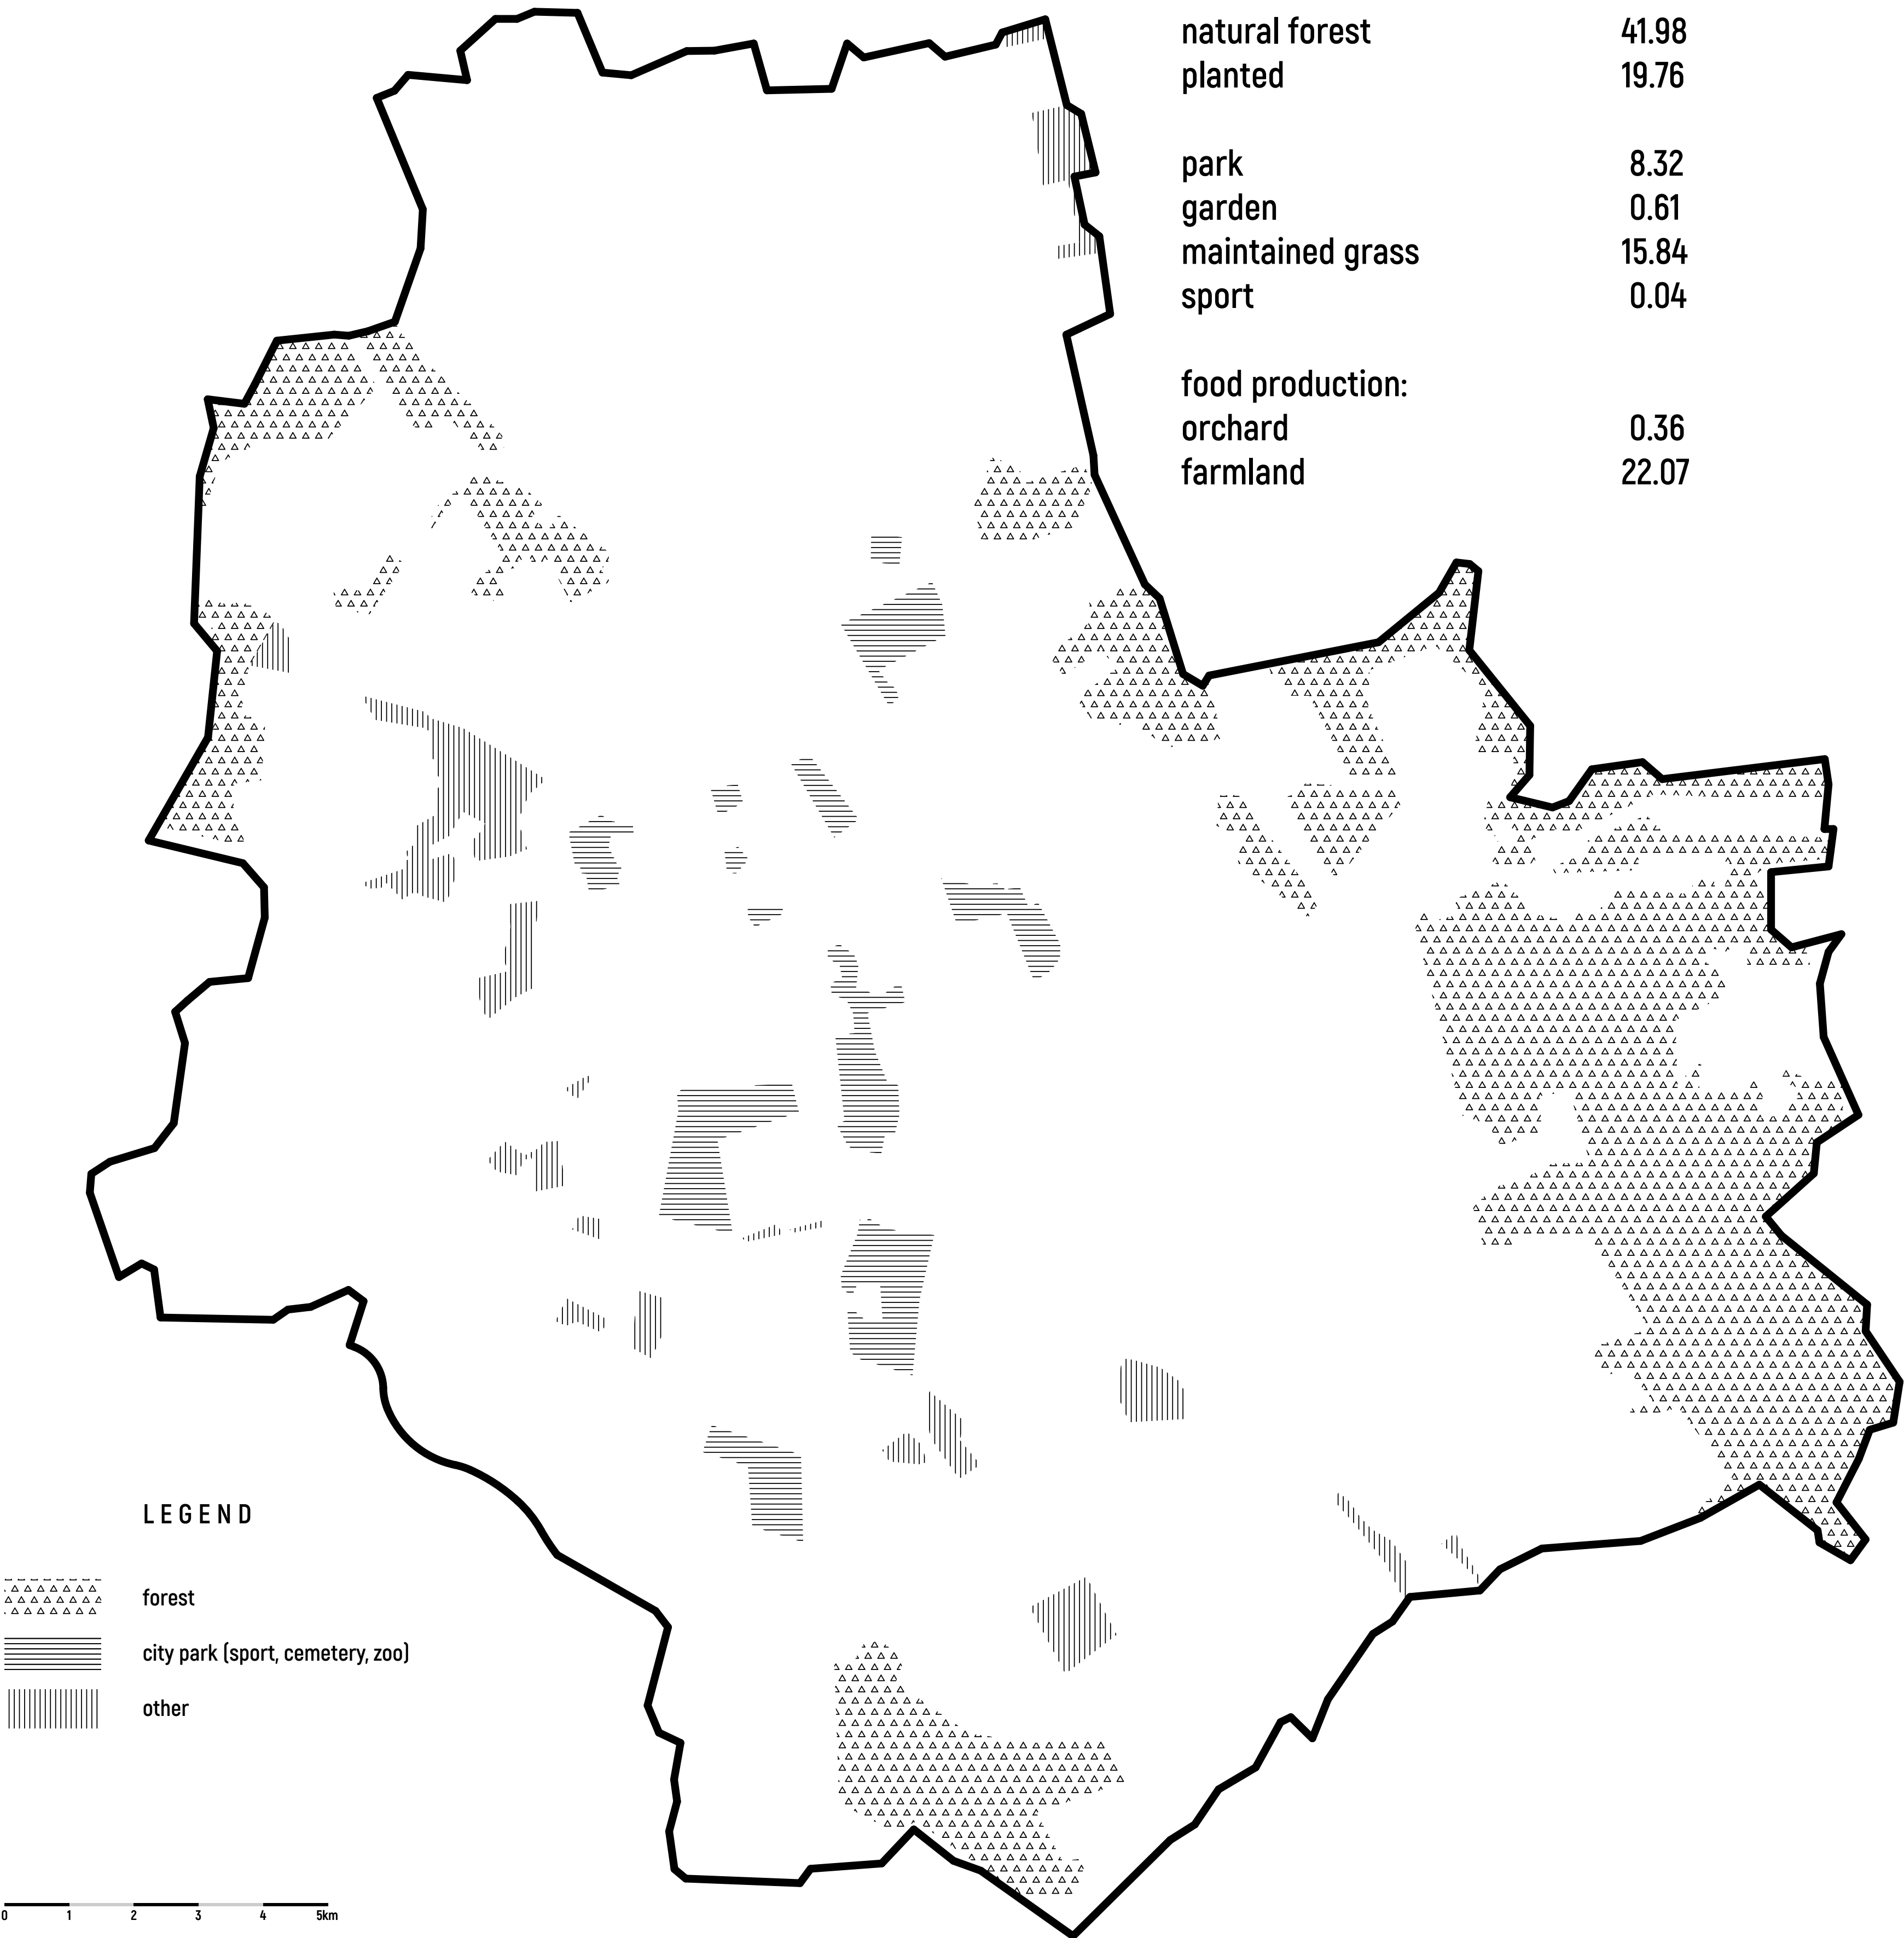 natural forest 41.98
planted 19.76
park 8.32
garden 0.61
maintained grass 15.84
sport 0.04
food production:
orchard 0.36
farmland 22.07
LEGEND
forest
city park (sport, cemetery, zoo)
other
0 1 2 3 4 5km